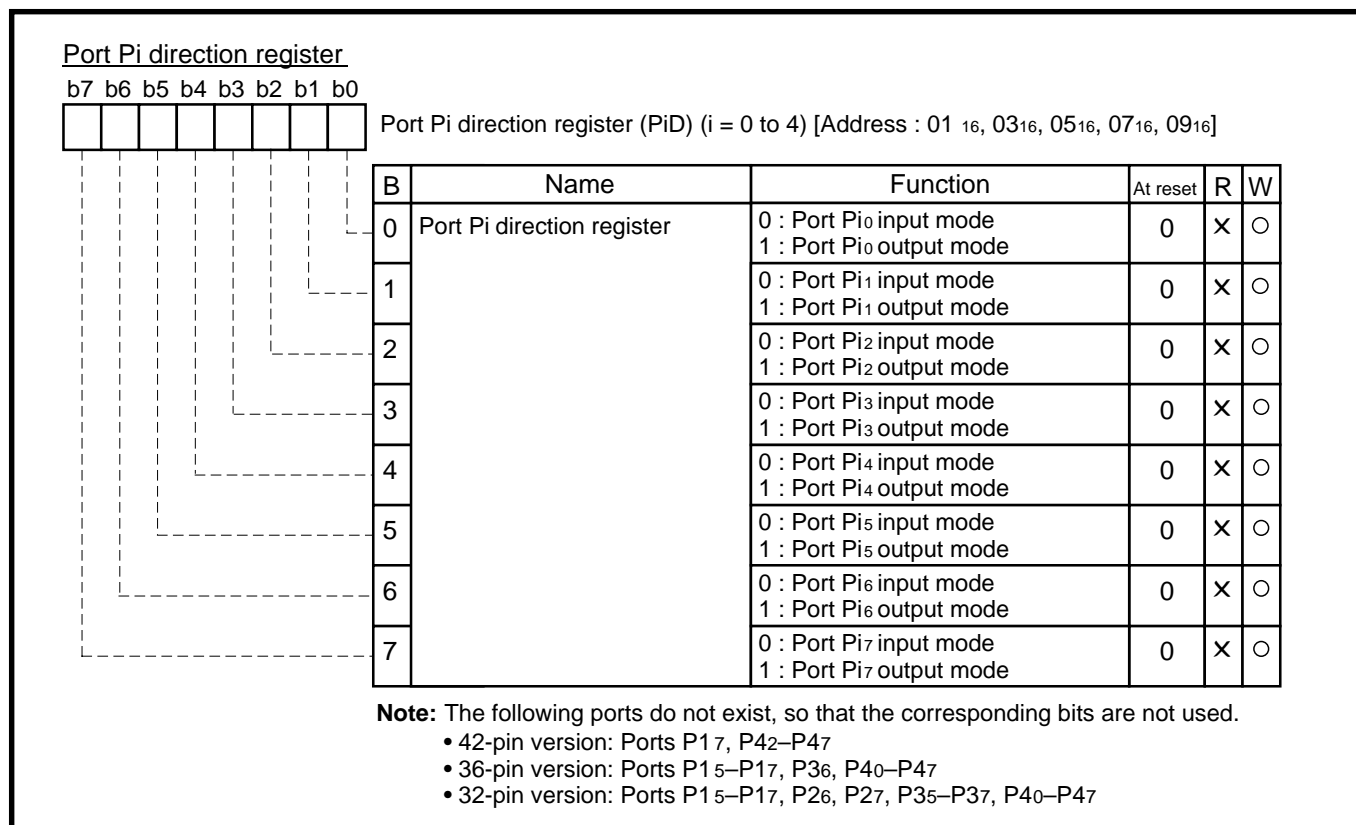 Port Pi direction register
b7 b6 b5 b4 b3 b2 b1 b0
Port Pi direction register (PiD) (i = 0 to 4) [Address : 01 16, 0316, 0516, 0716, 0916]
B Name Function At reset R W
0 Port Pi direction register 0 : Port Pi0 input mode 0 × ○
1 : Port Pi0 output mode
1 0 : Port Pi1 input mode 0 × ○
1 : Port Pi1 output mode
2 0 : Port Pi2 input mode 0 × ○
1 : Port Pi2 output mode
3 0 : Port Pi3 input mode 0 × ○
1 : Port Pi3 output mode
4 0 : Port Pi4 input mode 0 × ○
1 : Port Pi4 output mode
5 0 : Port Pi5 input mode 0 × ○
1 : Port Pi5 output mode
6 0 : Port Pi6 input mode 0 × ○
1 : Port Pi6 output mode
7 0 : Port Pi7 input mode 0 × ○
1 : Port Pi7 output mode
Note: The following ports do not exist, so that the corresponding bits are not used.
• 42-pin version: Ports P1 7, P42–P47
• 36-pin version: Ports P1 5–P17, P36, P40–P47
• 32-pin version: Ports P1 5–P17, P26, P27, P35–P37, P40–P47